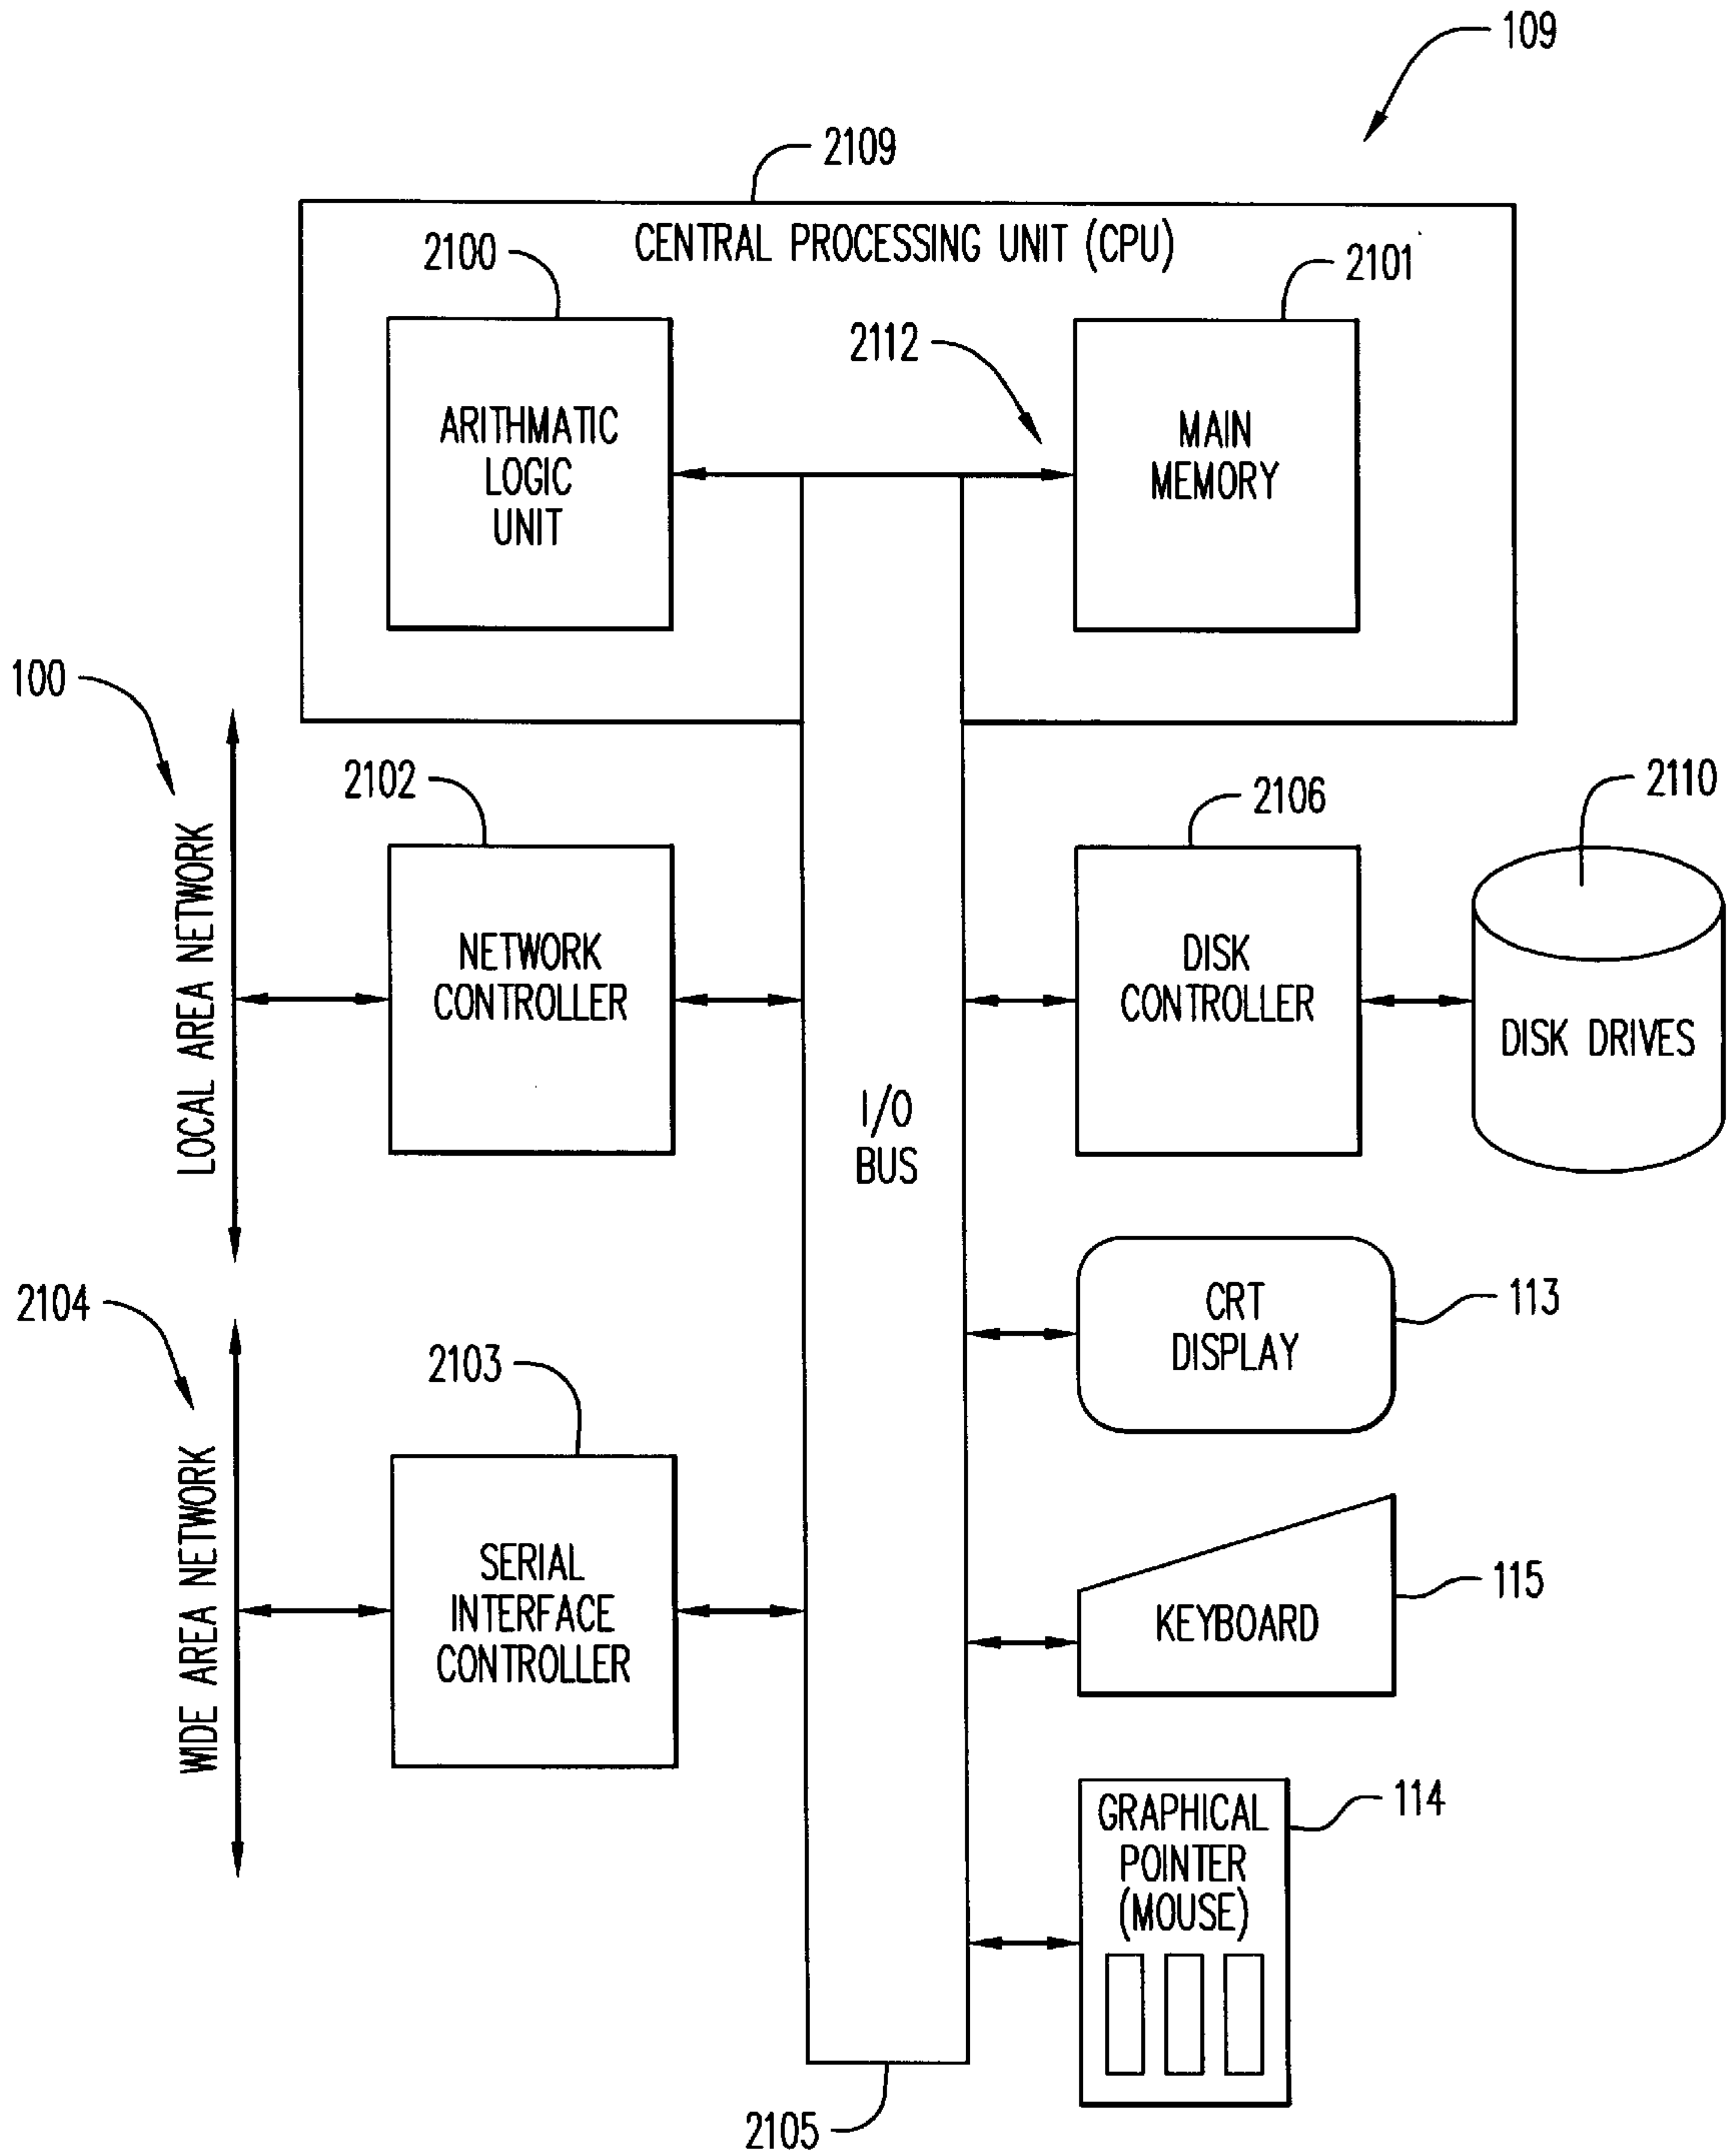 109
2109
CENTRAL PROCESSING UNIT (CPU)
2100
2101
2112
ARITHMATIC
LOGIC
UNIT
MAIN
MEMORY
100
LOCAL AREA NETWORK
2102
NETWORK
CONTROLLER
2106
DISK
CONTROLLER
2110
DISK DRIVES
I/O
BUS
2104
WIDE AREA NETWORK
2103
SERIAL
INTERFACE
CONTROLLER
CRT
DISPLAY
113
KEYBOARD
115
GRAPHICAL
POINTER
(MOUSE)
114
2105